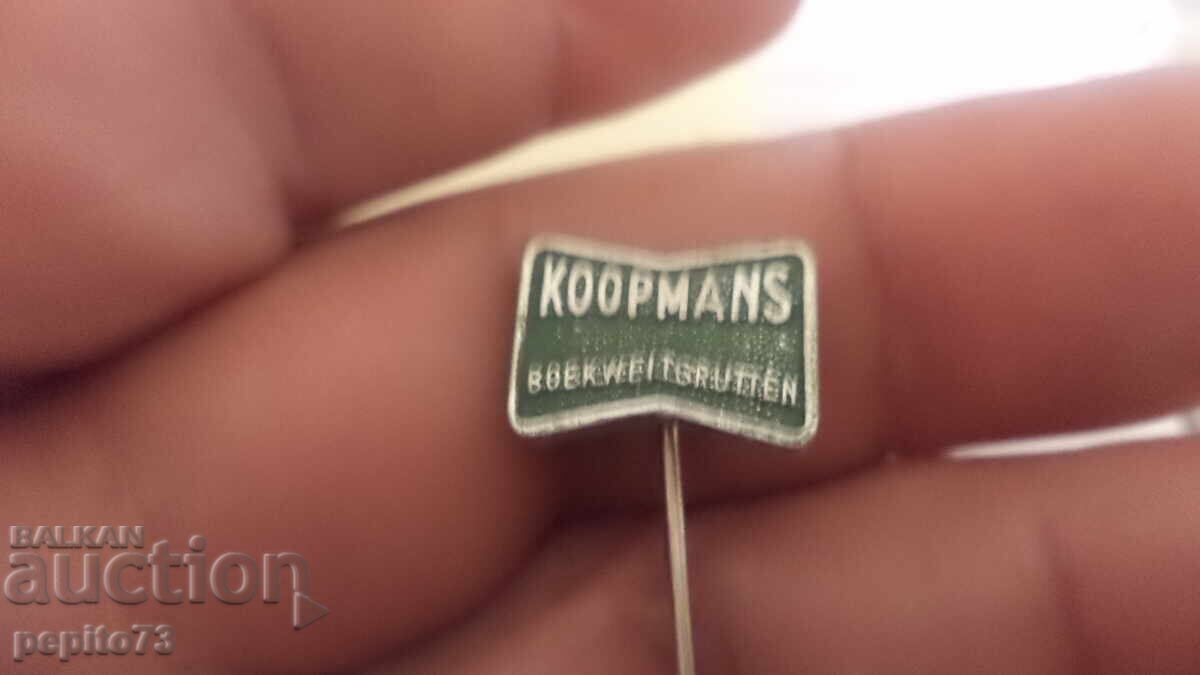 KOOPMANS
BOEKWEITGRUTTEN
BALKAN
auction
pepito73